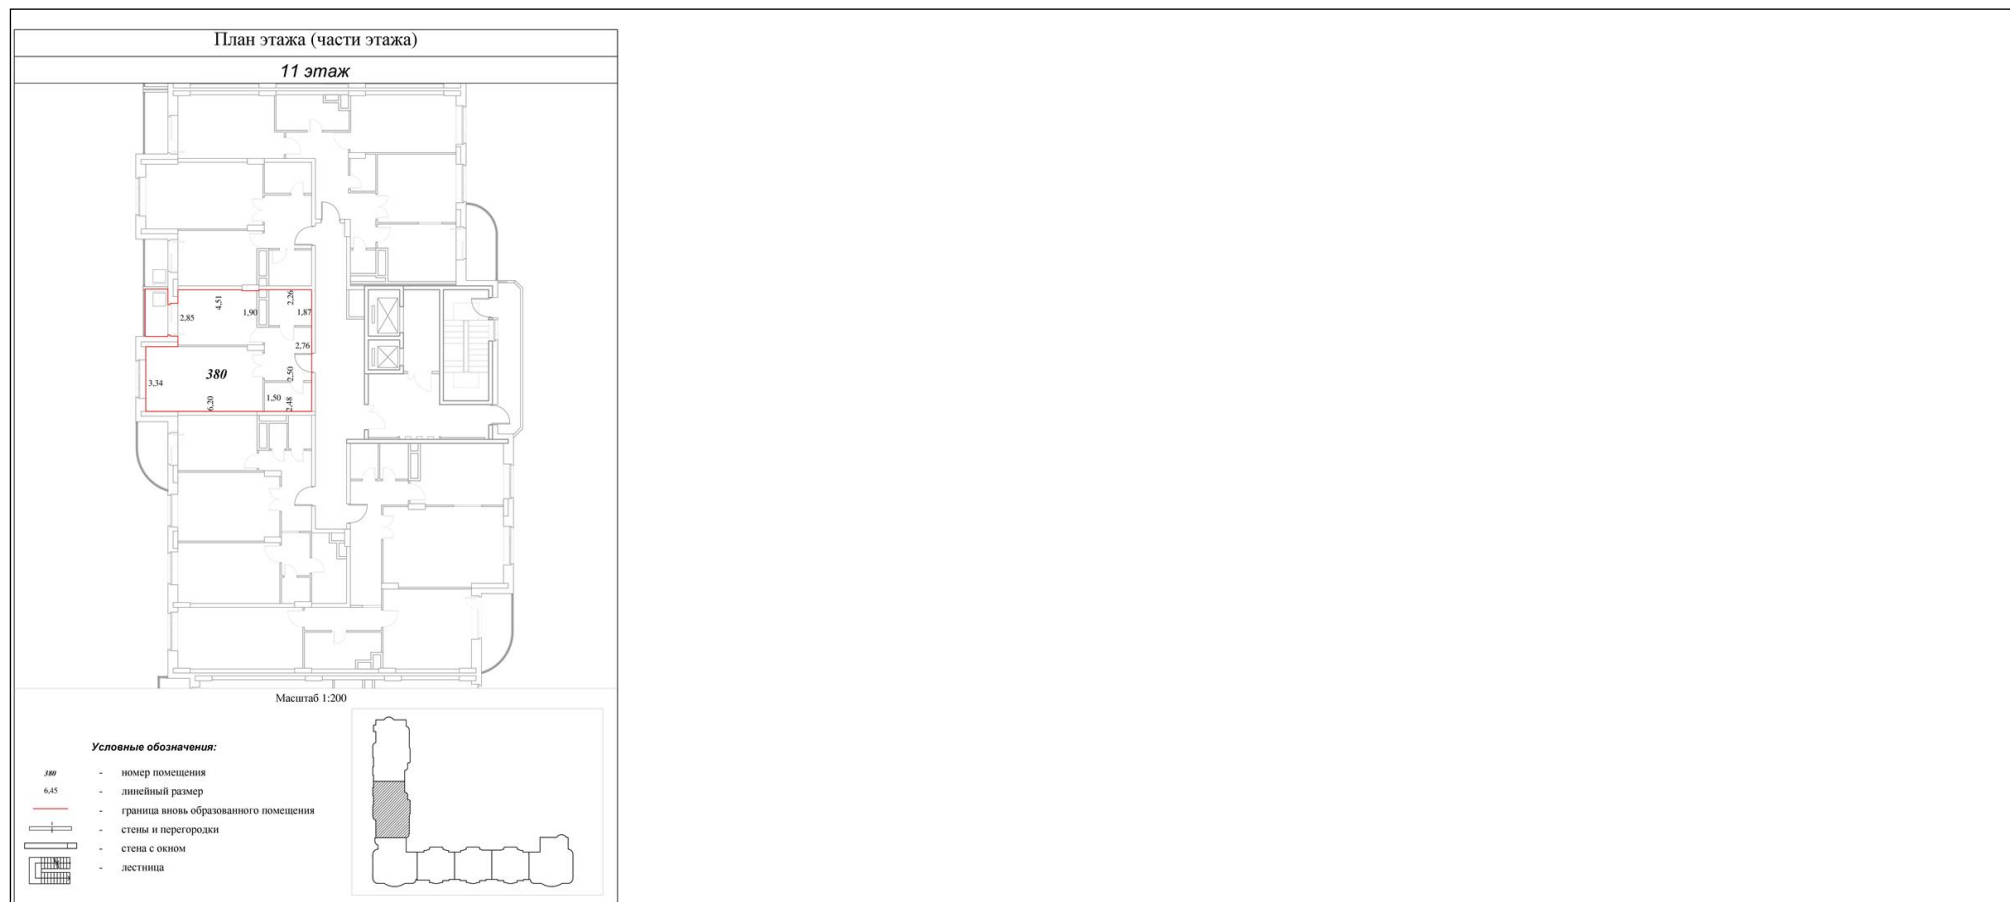 План этажа (части этажа)
11 этаж
4,51
2,26
2,85
1,90
1,87
2,76
380
2,50
3,34
6,20
1,50
2,48
Масштаб 1:200
Условные обозначения:
380 - номер помещения
6,45 - линейный размер
- граница вновь образованного помещения
- стены и перегородки
- стена с окном
- лестница